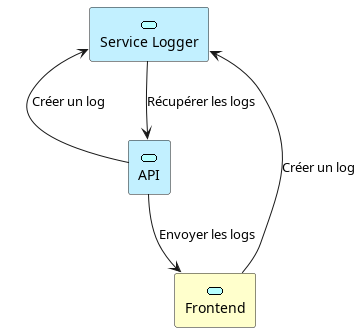 Service Logger
Créer un log
Récupérer les logs
Créer un log
API
Envoyer les logs
Frontend